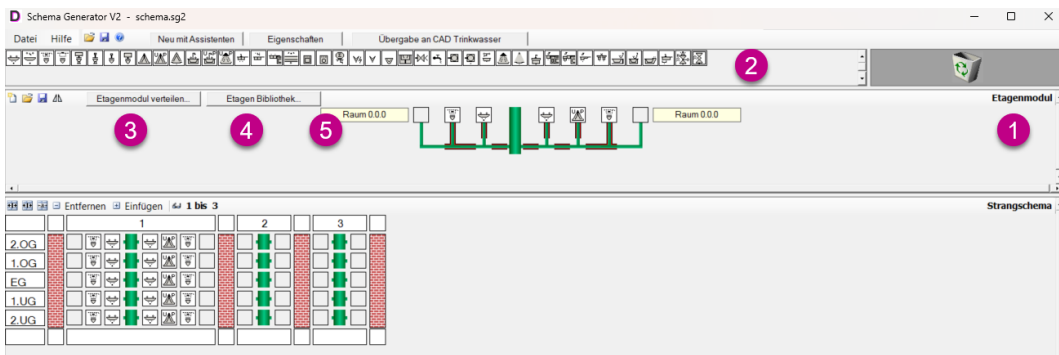 D Schema Generator V2 - schema.sg2
Datei Hilfe Neu mit Assistenten Eigenschaften Übergabe an CAD Trinkwasser
2
Etagenmodul verteilen... Etagen Bibliothek... Etagenmodul
3 4 5 1
Raum 0.0.0 Raum 0.0.0
Entfernen Einfügen 1 bis 3 Strangschema
1 2 3
2.OG
1.OG
EG
1.UG
2.UG